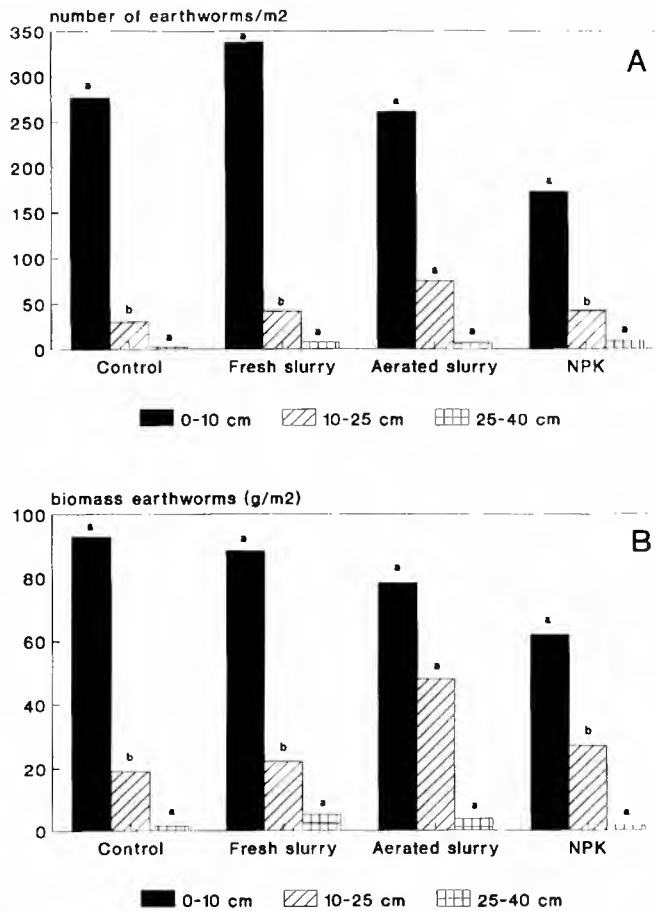 number of earthworms/m2
350
300
250
200
150
100
50
0
A
a
b
a
a
b
a
a
a
a
a
b
a
Control
Fresh slurry
Aerated slurry
NPK
0-10 cm
10-25 cm
25-40 cm
biomass earthworms (g/m2)
100
80
60
40
20
0
B
a
b
a
a
b
a
a
a
a
a
b
a
Control
Fresh slurry
Aerated slurry
NPK
0-10 cm
10-25 cm
25-40 cm